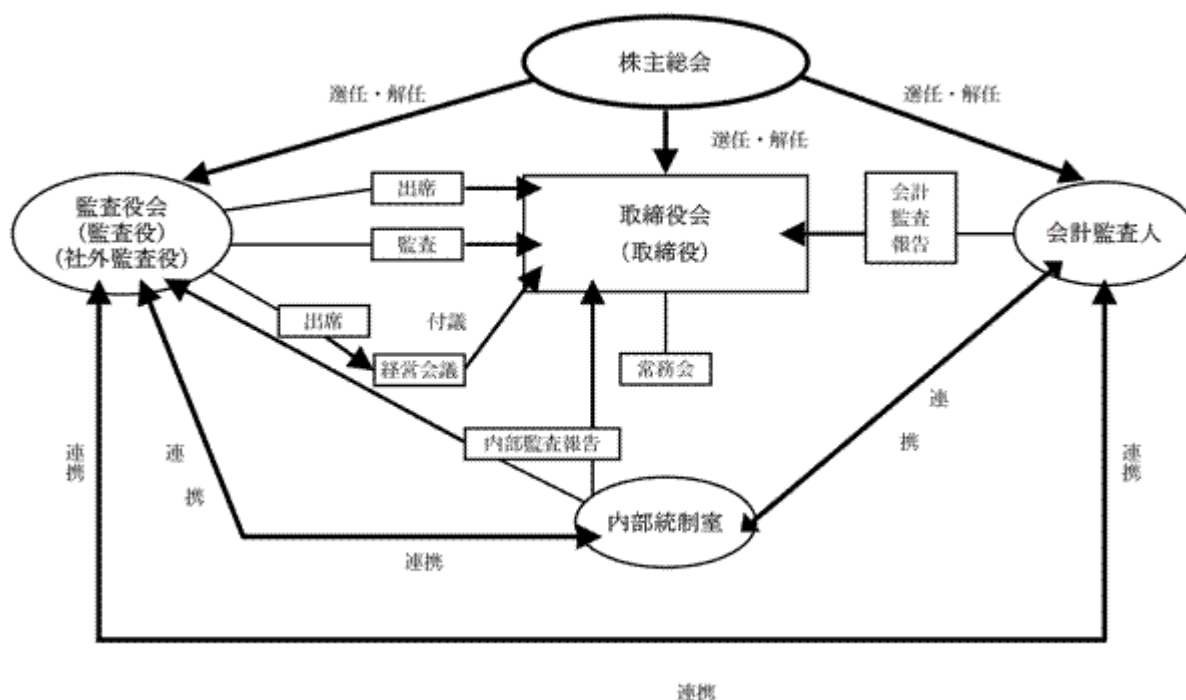 株主総会
選任・解任
選任・解任
選任・解任
監査役会
(監査役)
(社外監査役)
出席
監査
取締役会
(取締役)
会計
監査
報告
会計監査人
出席
付議
経営会議
常務会
内部監査報告
連携
連携
連携
連携
内部統制室
連携
連携